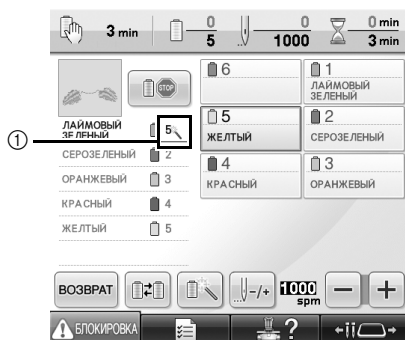 3 min
0
5
0
1000
0 min
3 min
STOP
ЛАЙМОВЫЙ
ЗЕЛЕНЫЙ
5
СЕРОЗЕЛЕНЫЙ 2
ОРАНЖЕВЫЙ 3
КРАСНЫЙ 4
ЖЕЛТЫЙ 5
1
6
1
ЛАЙМОВЫЙ
ЗЕЛЕНЫЙ
5
ЖЕЛТЫЙ
2
СЕРОЗЕЛЕНЫЙ
4
КРАСНЫЙ
3
ОРАНЖЕВЫЙ
ВОЗВРАТ
-/+
1000
spm
− +
БЛОКИРОВКА
?